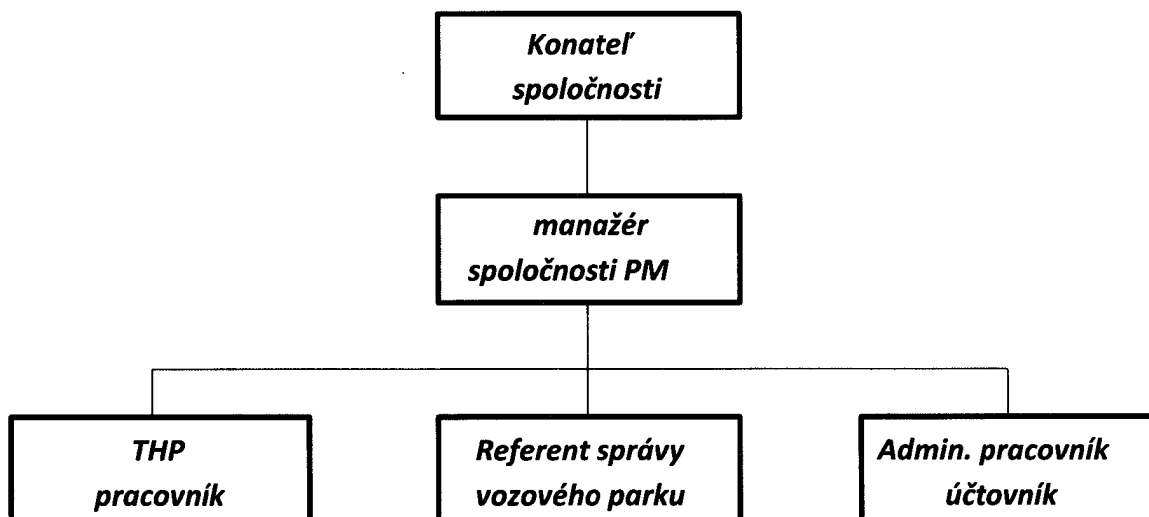 Konateľ
spoločnosti
manažér
spoločnosti PM
THP
pracovník
Referent správy
vozového parku
Admin. pracovník
účtovník